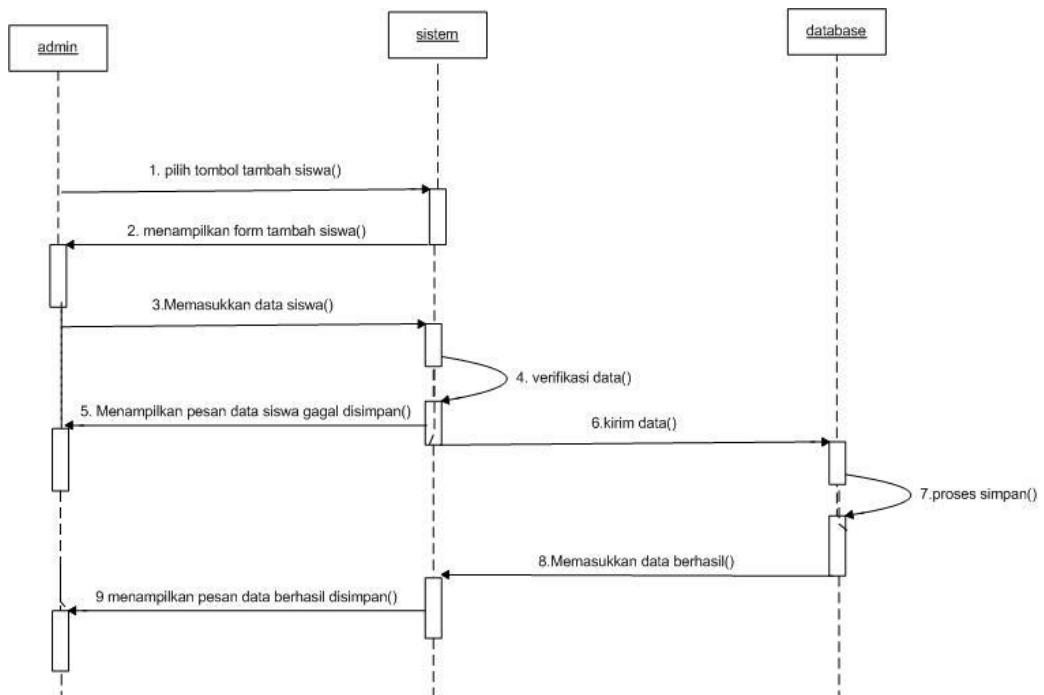 admin
sistem
database
1. pilih tombol tambah siswa()
2. menampilkan form tambah siswa()
3.Memasukkan data siswa()
4. verifikasi data()
5. Menampilkan pesan data siswa gagal disimpan()
6.kirim data()
7.proses simpan()
8.Memasukkan data berhasil()
9 menampilkan pesan data berhasil disimpan()